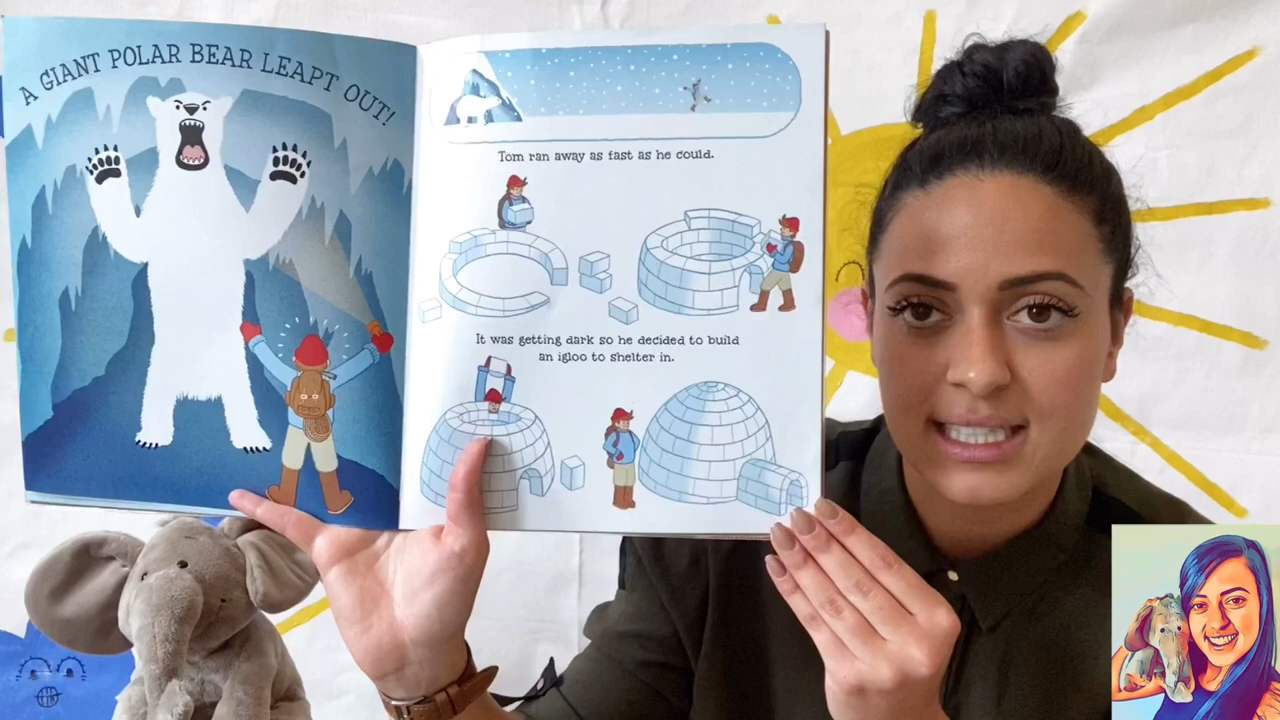 A GIANT POLAR BEAR LEAPT OUT!
Tom ran away as fast as he could.
It was getting dark so he decided to build
an igloo to shelter in.